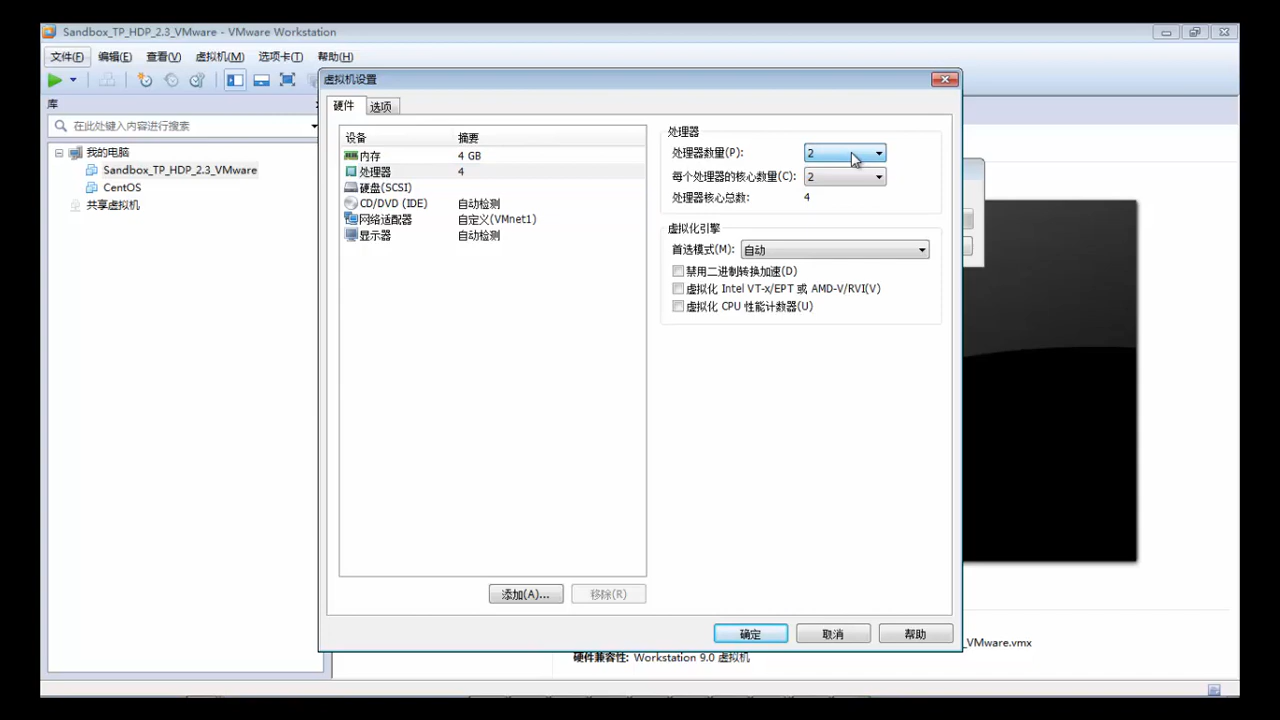 Sandbox_TP_HDP_2.3_VMware - VMware Workstation
文件(F) 编辑(E) 查看(V) 虚拟机(M) 选项卡(T) 帮助(H)
库
在此处键入内容进行搜索
我的电脑
Sandbox_TP_HDP_2.3_VMware
CentOS
共享虚拟机
虚拟机设置
硬件 选项
设备 摘要
内存 4 GB
处理器 4
硬盘(SCSI)
CD/DVD (IDE) 自动检测
网络适配器 自定义(VMnet1)
显示器 自动检测
添加(A)... 移除(R)
处理器
处理器数量(P): 2
每个处理器的核心数量(C): 2
处理器核心总数: 4
虚拟化引擎
首选模式(M): 自动
禁用二进制转换加速(D)
虚拟化 Intel VT-x/EPT 或 AMD-V/RVI(V)
虚拟化 CPU 性能计数器(U)
确定 取消 帮助
_VMware.vmx
硬件兼容性: Workstation 9.0 虚拟机